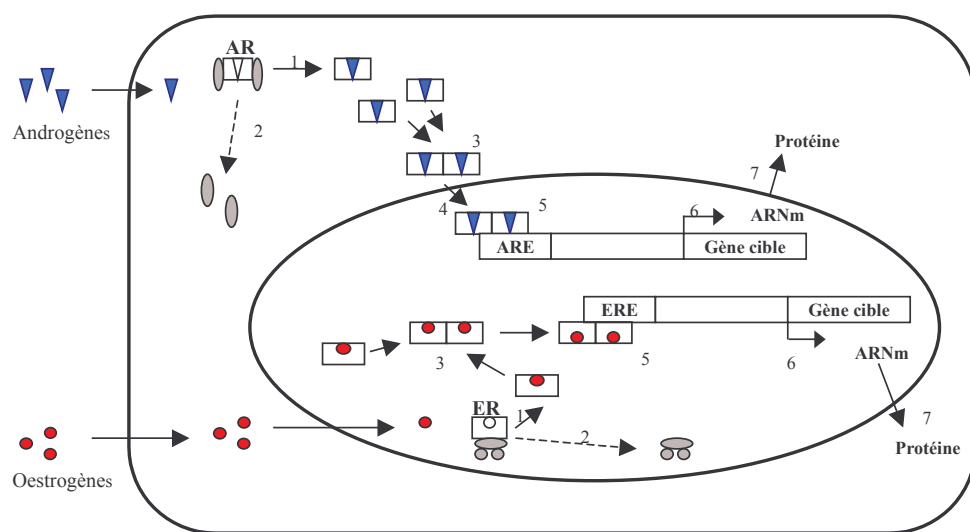 AR
1
Androgènes
2
3
Protéine
7
4
5
6
ARNm
ARE
Gène cible
ERE
Gène cible
3
5
6
ARNm
ER
1
2
7
Protéine
Oestrogènes